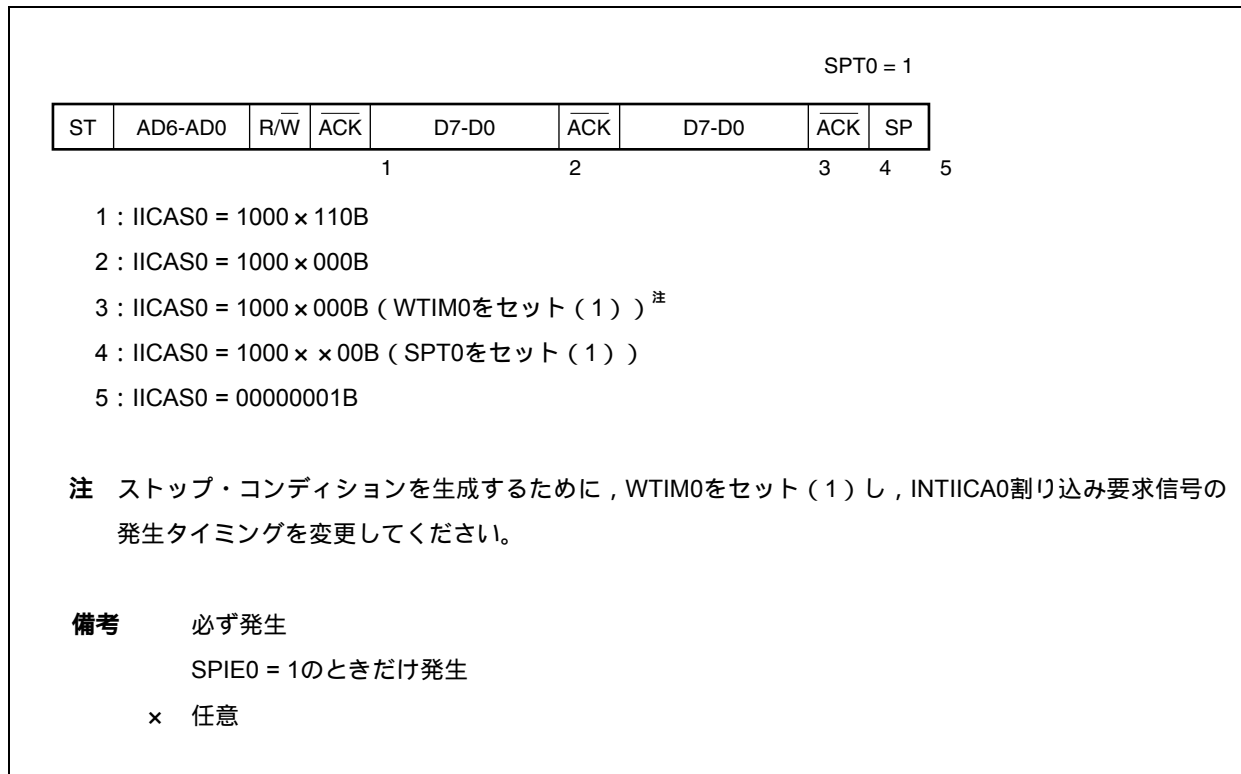 SPT0 = 1
ST AD6-AD0 R/W̅ A̅C̅K̅ D7-D0 A̅C̅K̅ D7-D0 A̅C̅K̅ SP
1 2 3 4 5
1：IICAS0 = 1000×110B
2：IICAS0 = 1000×000B
3：IICAS0 = 1000×000B（WTIM0をセット（1））注
4：IICAS0 = 1000××00B（SPT0をセット（1））
5：IICAS0 = 00000001B
注 ストップ・コンディションを生成するために，WTIM0をセット（1）し，INTIICA0割り込み要求信号の
発生タイミングを変更してください。
備考 必ず発生
SPIE0 = 1のときだけ発生
× 任意